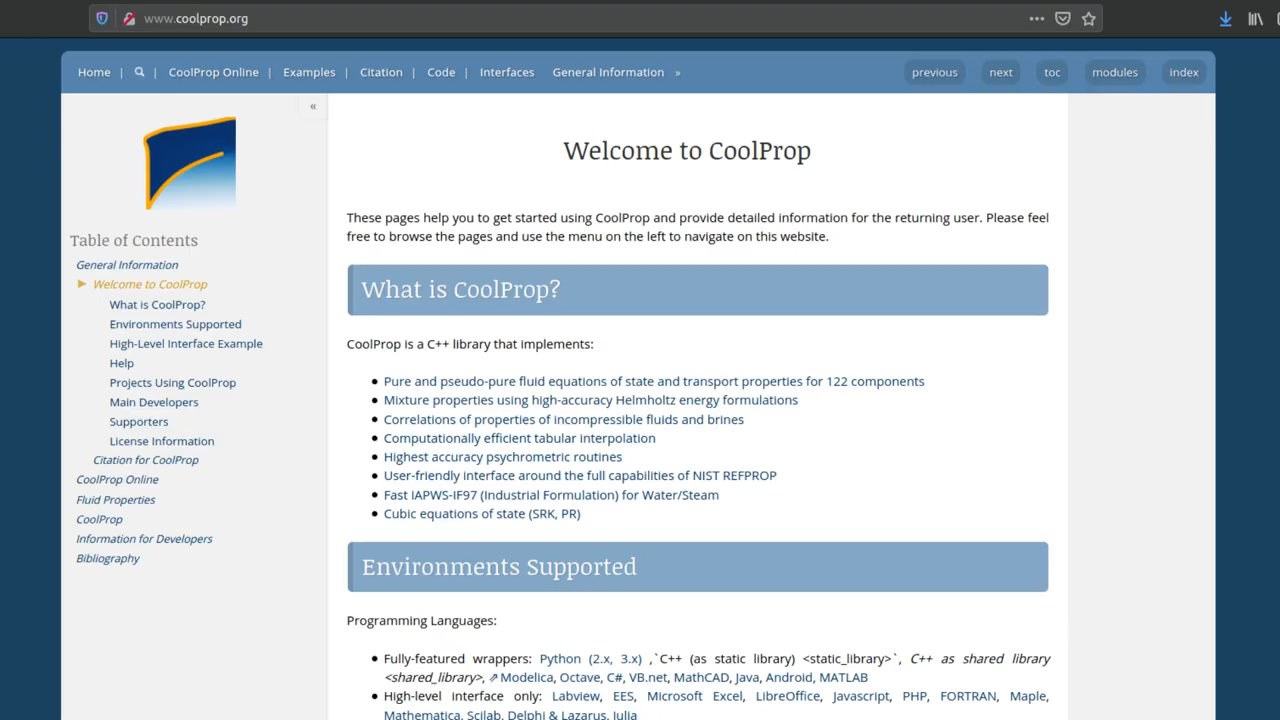 www.coolprop.org
Home | | CoolProp Online | Examples | Citation | Code | Interfaces General Information » previous next toc modules index
«
Welcome to CoolProp
These pages help you to get started using CoolProp and provide detailed information for the returning user. Please feel
free to browse the pages and use the menu on the left to navigate on this website.
Table of Contents
General Information
Welcome to CoolProp
What is CoolProp?
Environments Supported
High-Level Interface Example
Help
Projects Using CoolProp
Main Developers
Supporters
License Information
Citation for CoolProp
CoolProp Online
Fluid Properties
CoolProp
Information for Developers
Bibliography
What is CoolProp?
CoolProp is a C++ library that implements:
• Pure and pseudo-pure fluid equations of state and transport properties for 122 components
• Mixture properties using high-accuracy Helmholtz energy formulations
• Correlations of properties of incompressible fluids and brines
• Computationally efficient tabular interpolation
• Highest accuracy psychrometric routines
• User-friendly interface around the full capabilities of NIST REFPROP
• Fast IAPWS-IF97 (Industrial Formulation) for Water/Steam
• Cubic equations of state (SRK, PR)
Environments Supported
Programming Languages:
• Fully-featured wrappers: Python (2.x, 3.x) ,`C++ (as static library) <static_library>`, C++ as shared library
<shared_library>, ⇗ Modelica, Octave, C#, VB.net, MathCAD, Java, Android, MATLAB
• High-level interface only: Labview, EES, Microsoft Excel, LibreOffice, Javascript, PHP, FORTRAN, Maple,
Mathematica, Scilab, Delphi & Lazarus, Julia